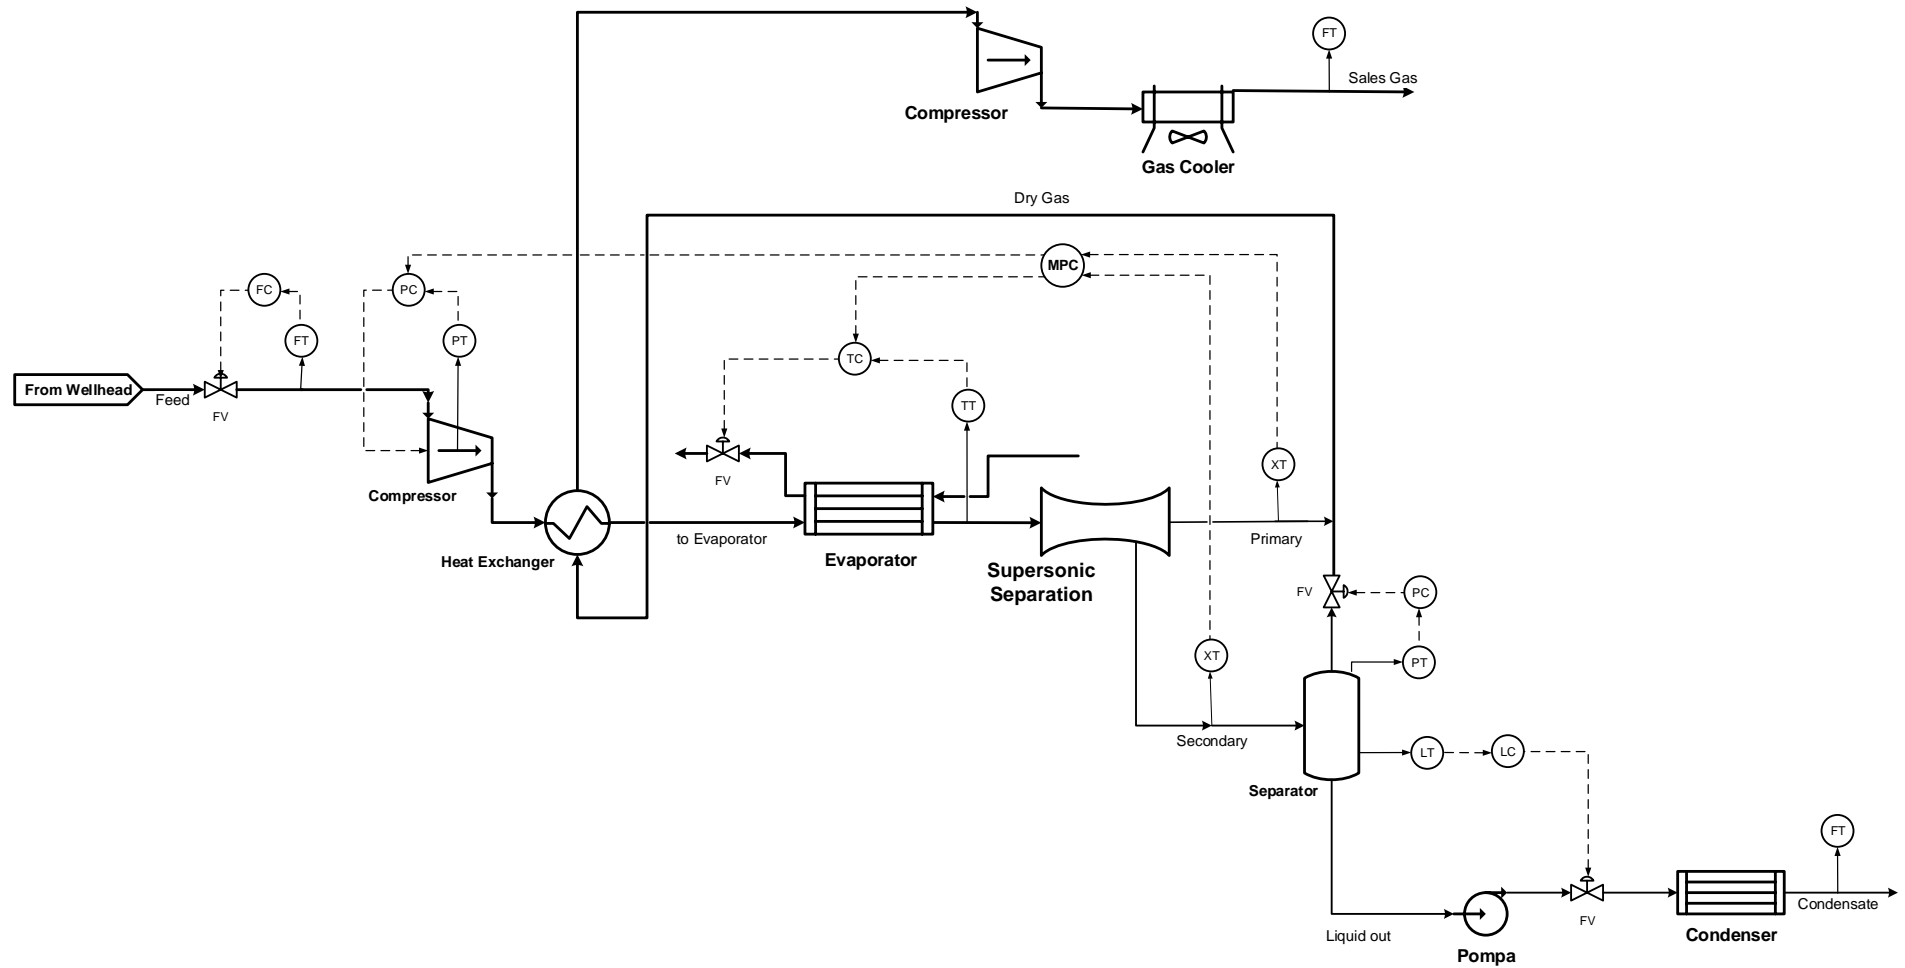 FT
Sales Gas
Compressor
Gas Cooler
Dry Gas
MPC
FC
PC
FT
PT
TC
From Wellhead
Feed
FV
TT
FV
XT
Compressor
to Evaporator
Heat Exchanger
Evaporator
Supersonic
Separation
Primary
FV
PC
XT
PT
Secondary
LT
LC
Separator
FT
Condensate
FV
Liquid out
Condenser
Pompa